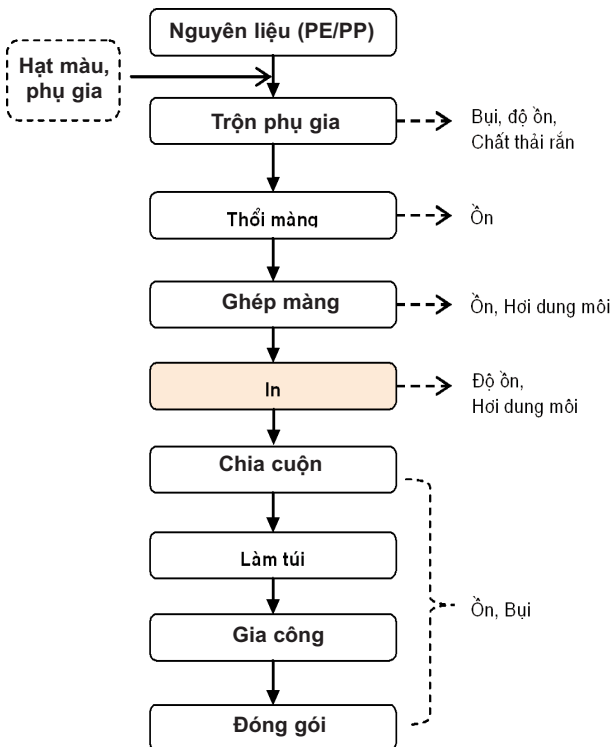 Nguyên liệu (PE/PP)
Hạt màu,
phụ gia
Trộn phụ gia
Bụi, độ ồn,
Chất thải rắn
Thổi màng
Ồn
Ghép màng
Ồn, Hơi dung môi
In
Độ ồn,
Hơi dung môi
Chia cuộn
Làm túi
Ồn, Bụi
Gia công
Đóng gói